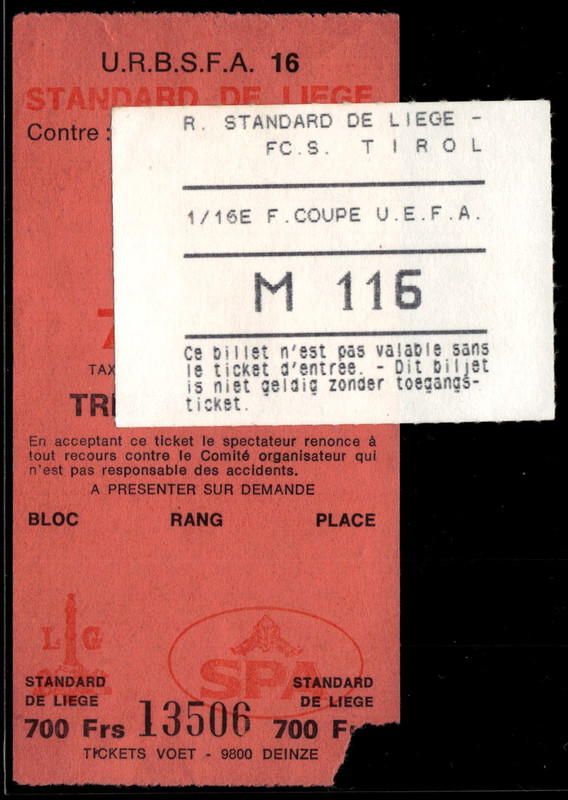 U.R.B.S.F.A. 16
STANDARD DE LIEGE
Contre :
R. STANDARD DE LIEGE -
FC.S. TIROL
1/16E F.COUPE U.E.F.A.
M 116
Ce billet n'est pas valable sans
le ticket d'entree. - Dit biljet
is niet geldig zonder toegangs-
ticket.
7
TAX
TRI
En acceptant ce ticket le spectateur renonce à
tout recours contre le Comité organisateur qui
n'est pas responsable des accidents.
A PRESENTER SUR DEMANDE
BLOC RANG PLACE
L G
SPA
STANDARD STANDARD
DE LIEGE DE LIEGE
700 Frs 13506 700 F
TICKETS VOET - 9800 DEINZE